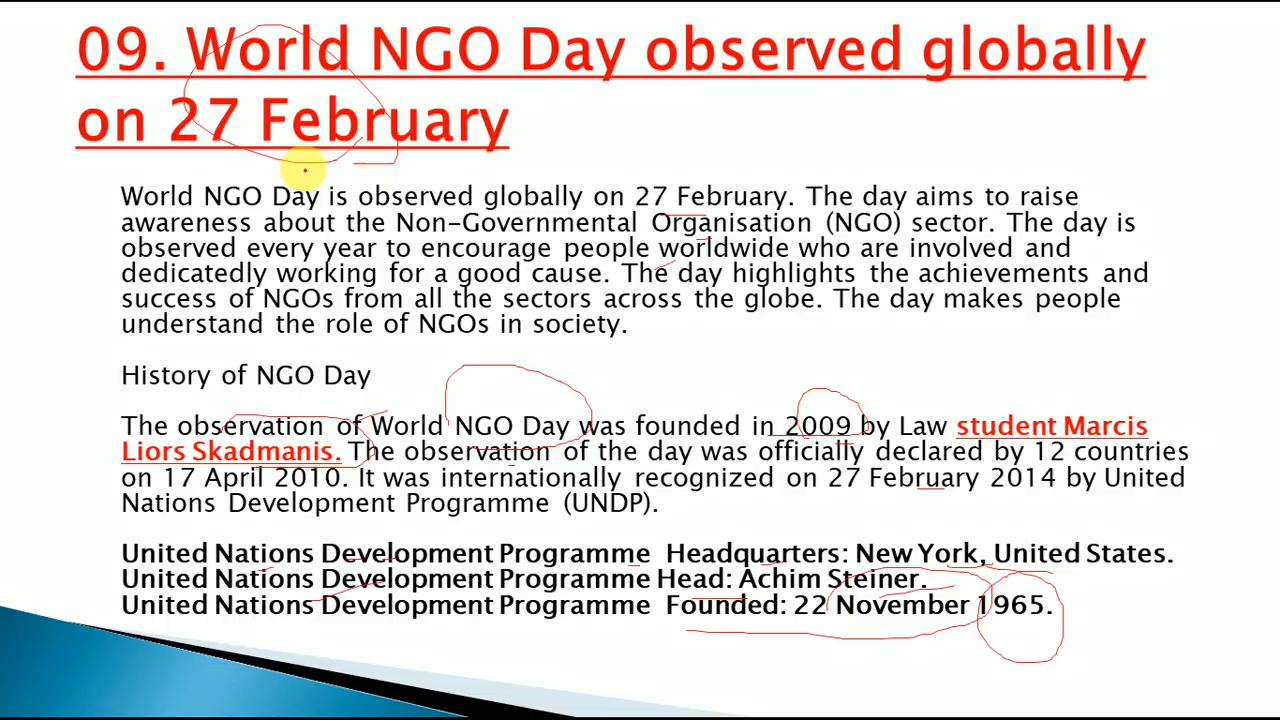 09. World NGO Day observed globally
on 27 February
World NGO Day is observed globally on 27 February. The day aims to raise
awareness about the Non-Governmental Organisation (NGO) sector. The day is
observed every year to encourage people worldwide who are involved and
dedicatedly working for a good cause. The day highlights the achievements and
success of NGOs from all the sectors across the globe. The day makes people
understand the role of NGOs in society.
History of NGO Day
The observation of World NGO Day was founded in 2009 by Law student Marcis
Liors Skadmanis. The observation of the day was officially declared by 12 countries
on 17 April 2010. It was internationally recognized on 27 February 2014 by United
Nations Development Programme (UNDP).
United Nations Development Programme Headquarters: New York, United States.
United Nations Development Programme Head: Achim Steiner.
United Nations Development Programme Founded: 22 November 1965.